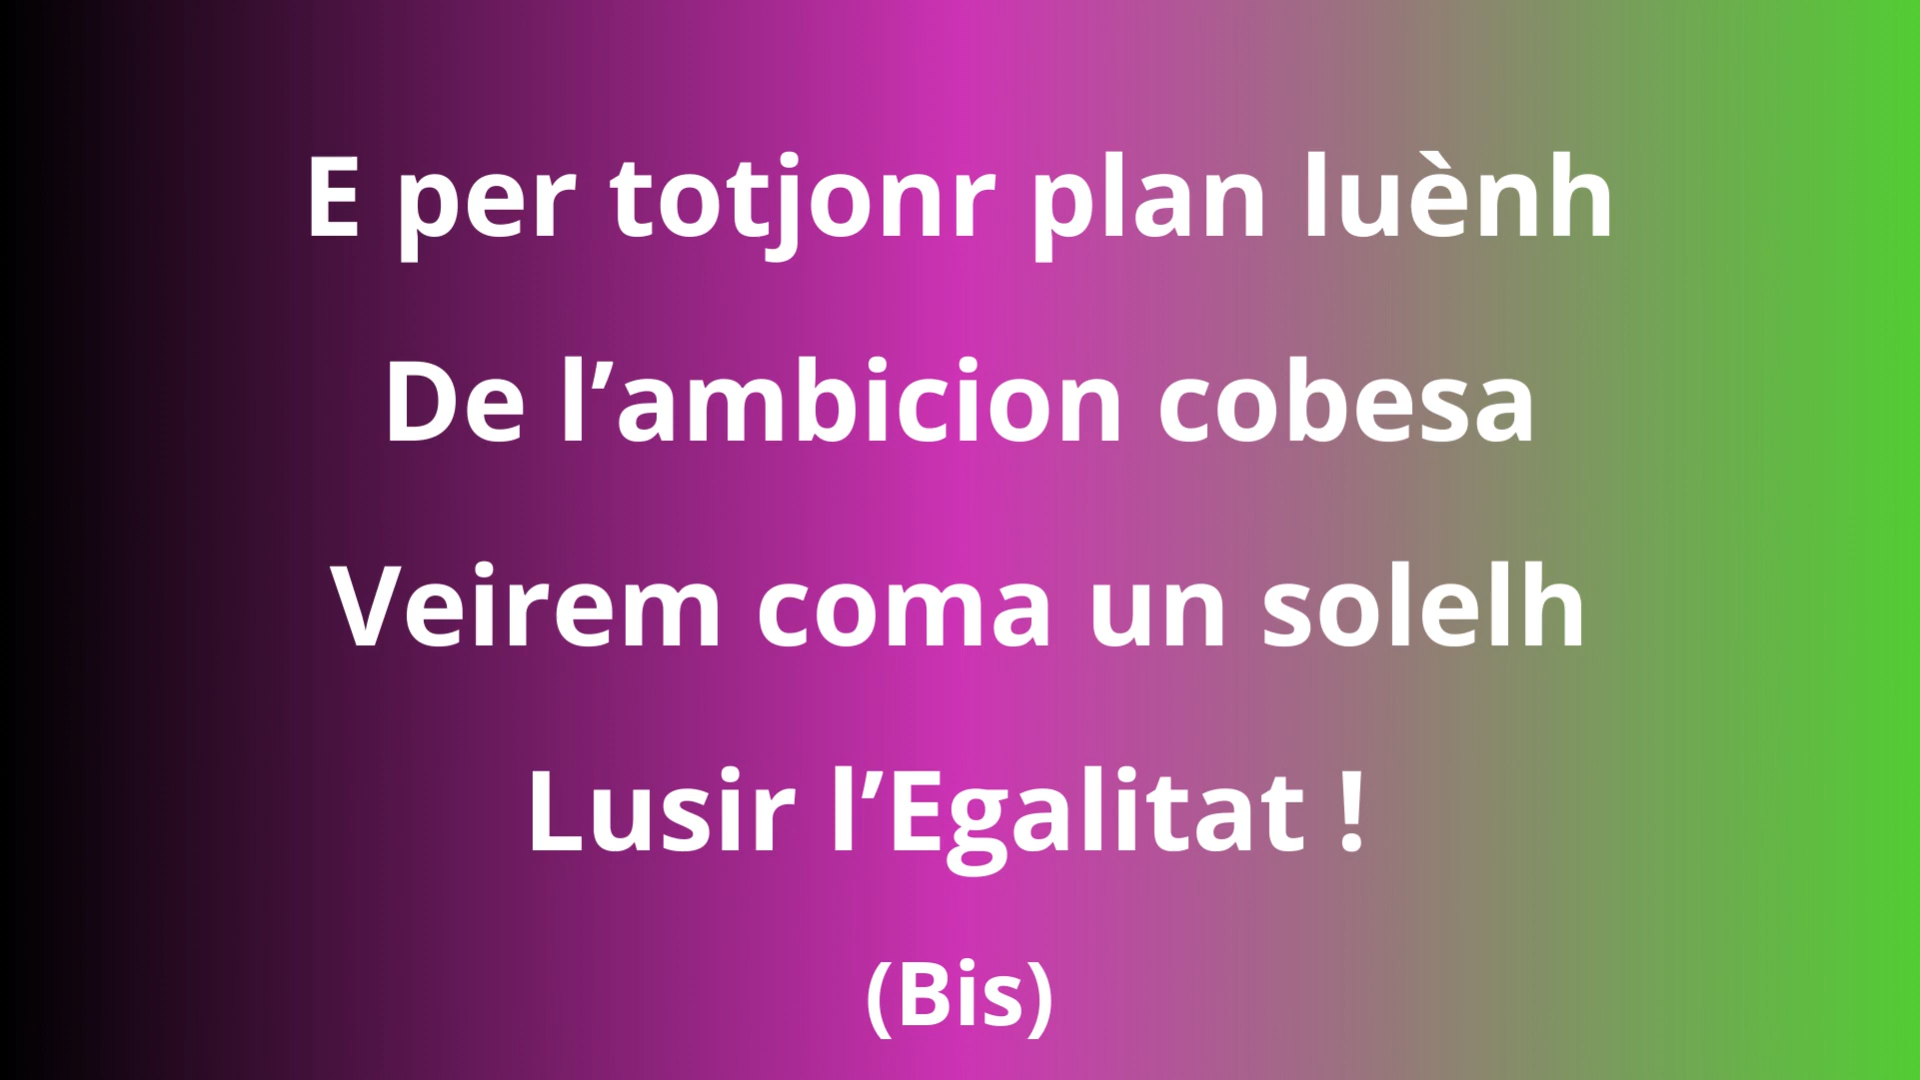 E per totjonr plan luènh
De l’ambicion cobesa
Veirem coma un solelh
Lusir l’Egalitat !
(Bis)